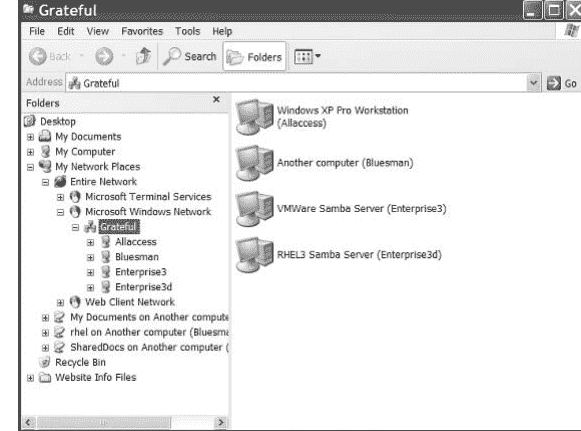 Grateful
File Edit View Favorites Tools Help
Back Search Folders
Address Grateful Go
Folders ×
Desktop
My Documents
My Computer
My Network Places
Entire Network
Microsoft Terminal Services
Microsoft Windows Network
Grateful
Allaccess
Bluesman
Enterprise3
Enterprise3d
Web Client Network
My Documents on Another compute
rhel on Another computer (Bluesma
SharedDocs on Another computer (
Recycle Bin
Website Info Files
Windows XP Pro Workstation
(Allaccess)
Another computer (Bluesman)
VMWare Samba Server (Enterprise3)
RHEL3 Samba Server (Enterprise3d)